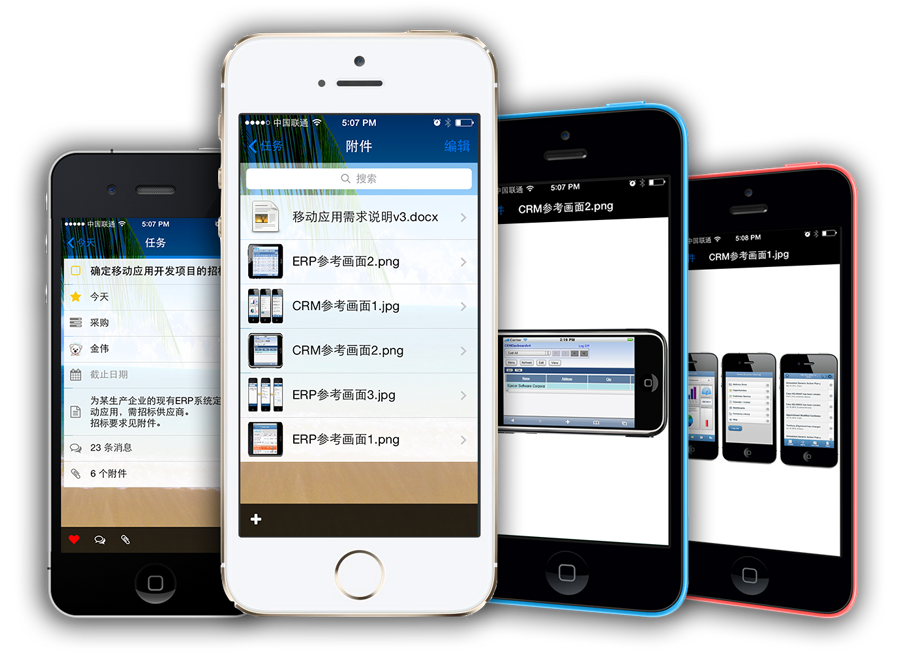 中国联通
5:07 PM
今天
任务
确定移动应用开发项目的招标
今天
采购
金伟
截止日期
为某生产企业的现有ERP系统定
动应用，需招标供应商。
招标要求见附件。
23 条消息
6 个附件
中国联通
5:07 PM
任务
附件
编辑
搜索
移动应用需求说明v3.docx
ERP参考画面2.png
CRM参考画面1.jpg
CRM参考画面2.png
ERP参考画面3.jpg
ERP参考画面1.png
中国联通
5:07 PM
件
CRM参考画面2.png
Carrier
2:18 PM
国联通
5:08 PM
件
CRM参考画面1.jpg